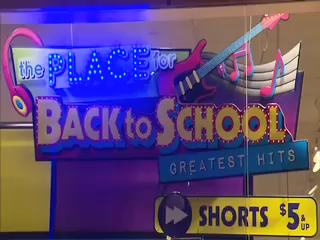 the PLACE for
BACK to SCHOOL
GREATEST HITS
SHORTS $5 & UP